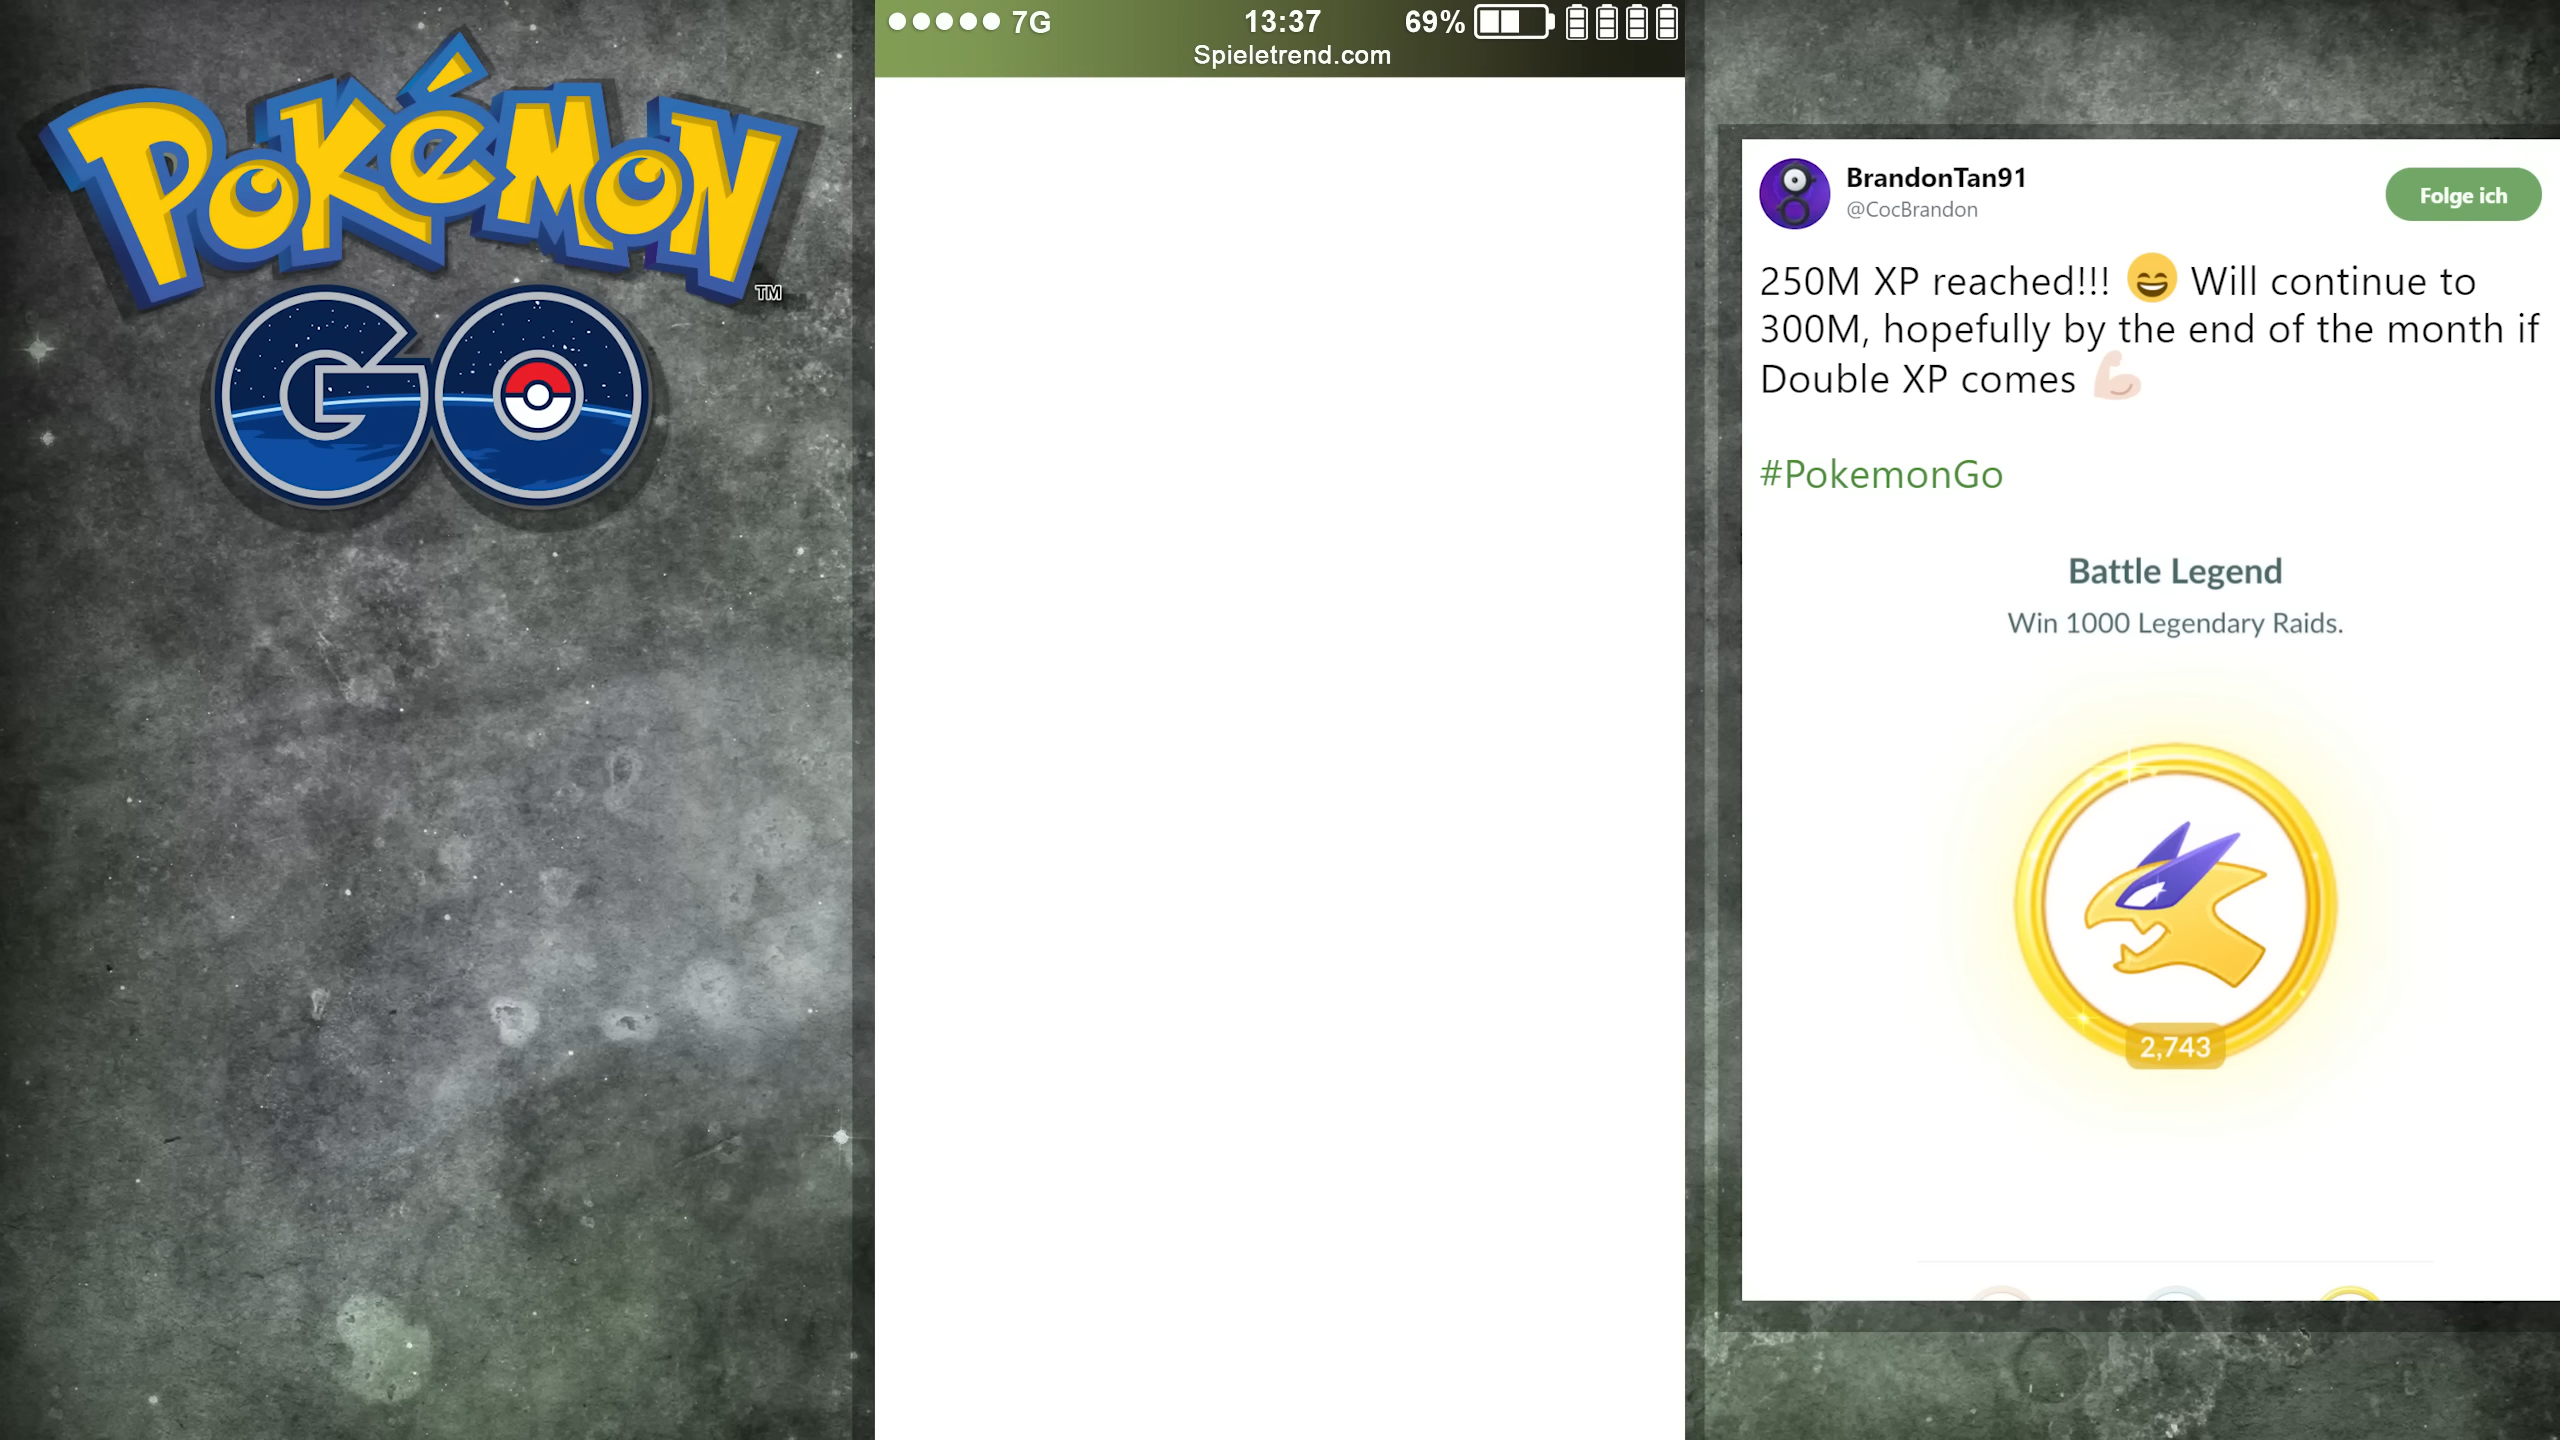 POKéMON
TM
GO
7G 13:37 69%
Spieletrend.com
BrandonTan91
@CocBrandon
Folge ich
250M XP reached!!! 😄 Will continue to
300M, hopefully by the end of the month if
Double XP comes 💪🏻
#PokemonGo
Battle Legend
Win 1000 Legendary Raids.
2,743